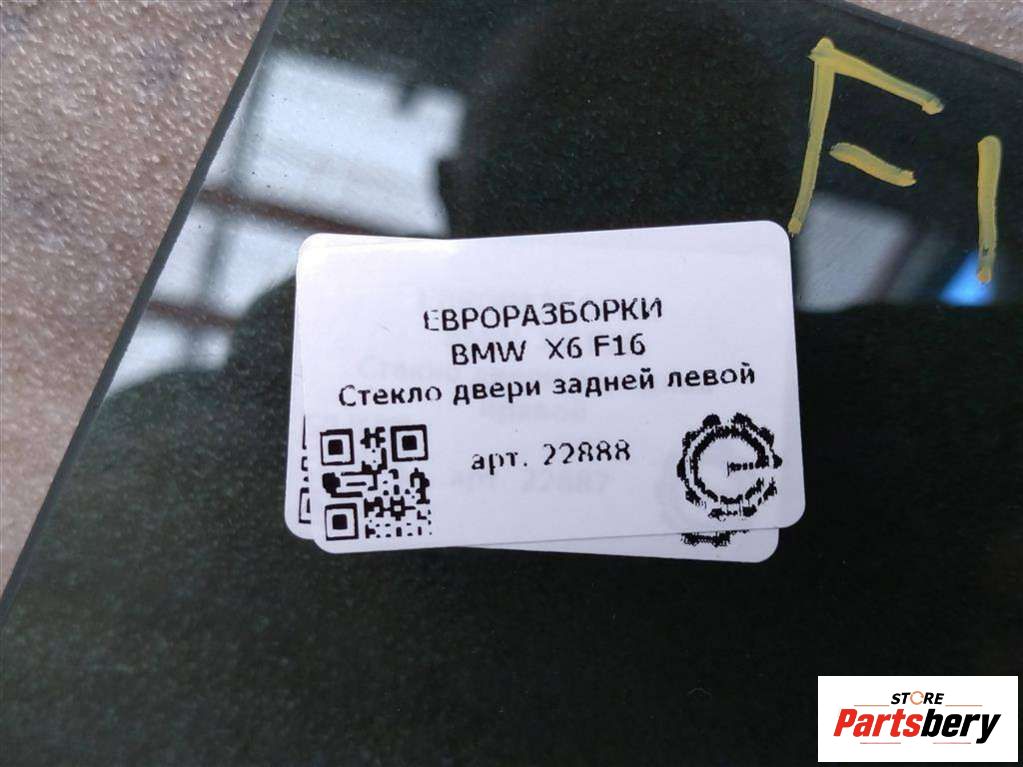 F1
ЕВРОРАЗБОРКИ
BMW X6 F16
Стекло двери задней левой
арт. 22888
STORE
Partsbery